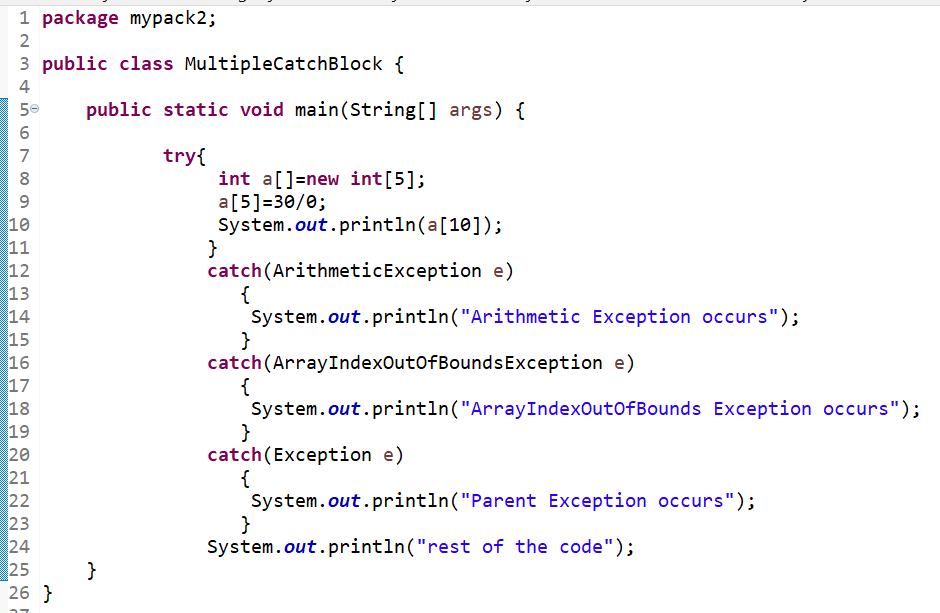 1 package mypack2;
2
3 public class MultipleCatchBlock {
4
5 public static void main(String[] args) {
6
7 try{
8 int a[]=new int[5];
9 a[5]=30/0;
10 System.out.println(a[10]);
11 }
12 catch(ArithmeticException e)
13 {
14 System.out.println("Arithmetic Exception occurs");
15 }
16 catch(ArrayIndexOutOfBoundsException e)
17 {
18 System.out.println("ArrayIndexOutOfBounds Exception occurs");
19 }
20 catch(Exception e)
21 {
22 System.out.println("Parent Exception occurs");
23 }
24 System.out.println("rest of the code");
25 }
26 }